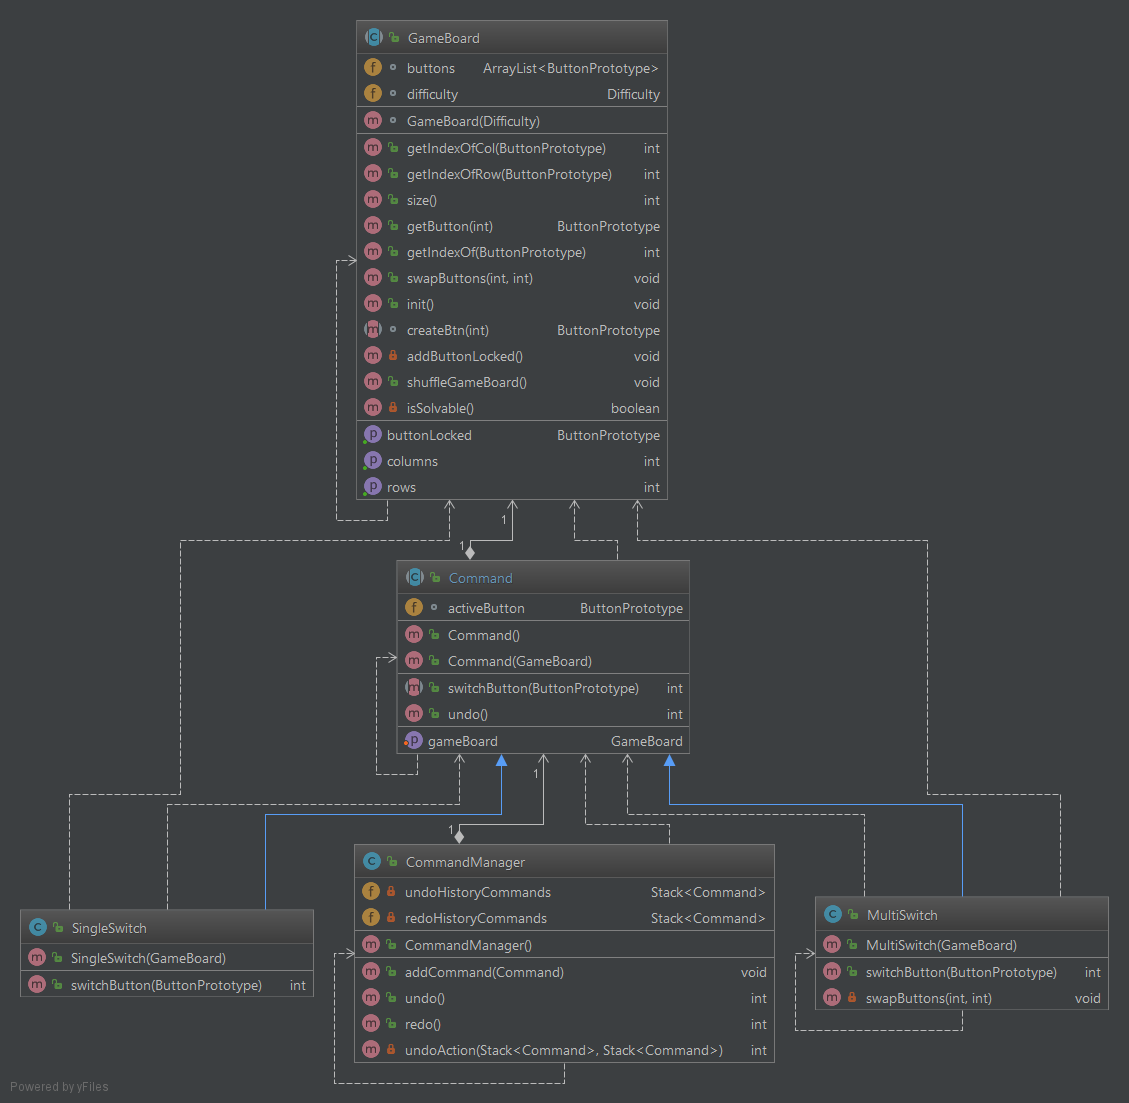 GameBoard
buttons ArrayList<ButtonPrototype>
difficulty Difficulty
GameBoard(Difficulty)
getIndexOfCol(ButtonPrototype) int
getIndexOfRow(ButtonPrototype) int
size() int
getButton(int) ButtonPrototype
getIndexOf(ButtonPrototype) int
swapButtons(int, int) void
init() void
createBtn(int) ButtonPrototype
addButtonLocked() void
shuffleGameBoard() void
isSolvable() boolean
buttonLocked ButtonPrototype
columns int
rows int
1
1
Command
activeButton ButtonPrototype
Command()
Command(GameBoard)
switchButton(ButtonPrototype) int
undo() int
gameBoard GameBoard
1
1
CommandManager
undoHistoryCommands Stack<Command>
redoHistoryCommands Stack<Command>
CommandManager()
addCommand(Command) void
undo() int
redo() int
undoAction(Stack<Command>, Stack<Command>) int
SingleSwitch
SingleSwitch(GameBoard)
switchButton(ButtonPrototype) int
MultiSwitch
MultiSwitch(GameBoard)
switchButton(ButtonPrototype) int
swapButtons(int, int) void
Powered by yFiles